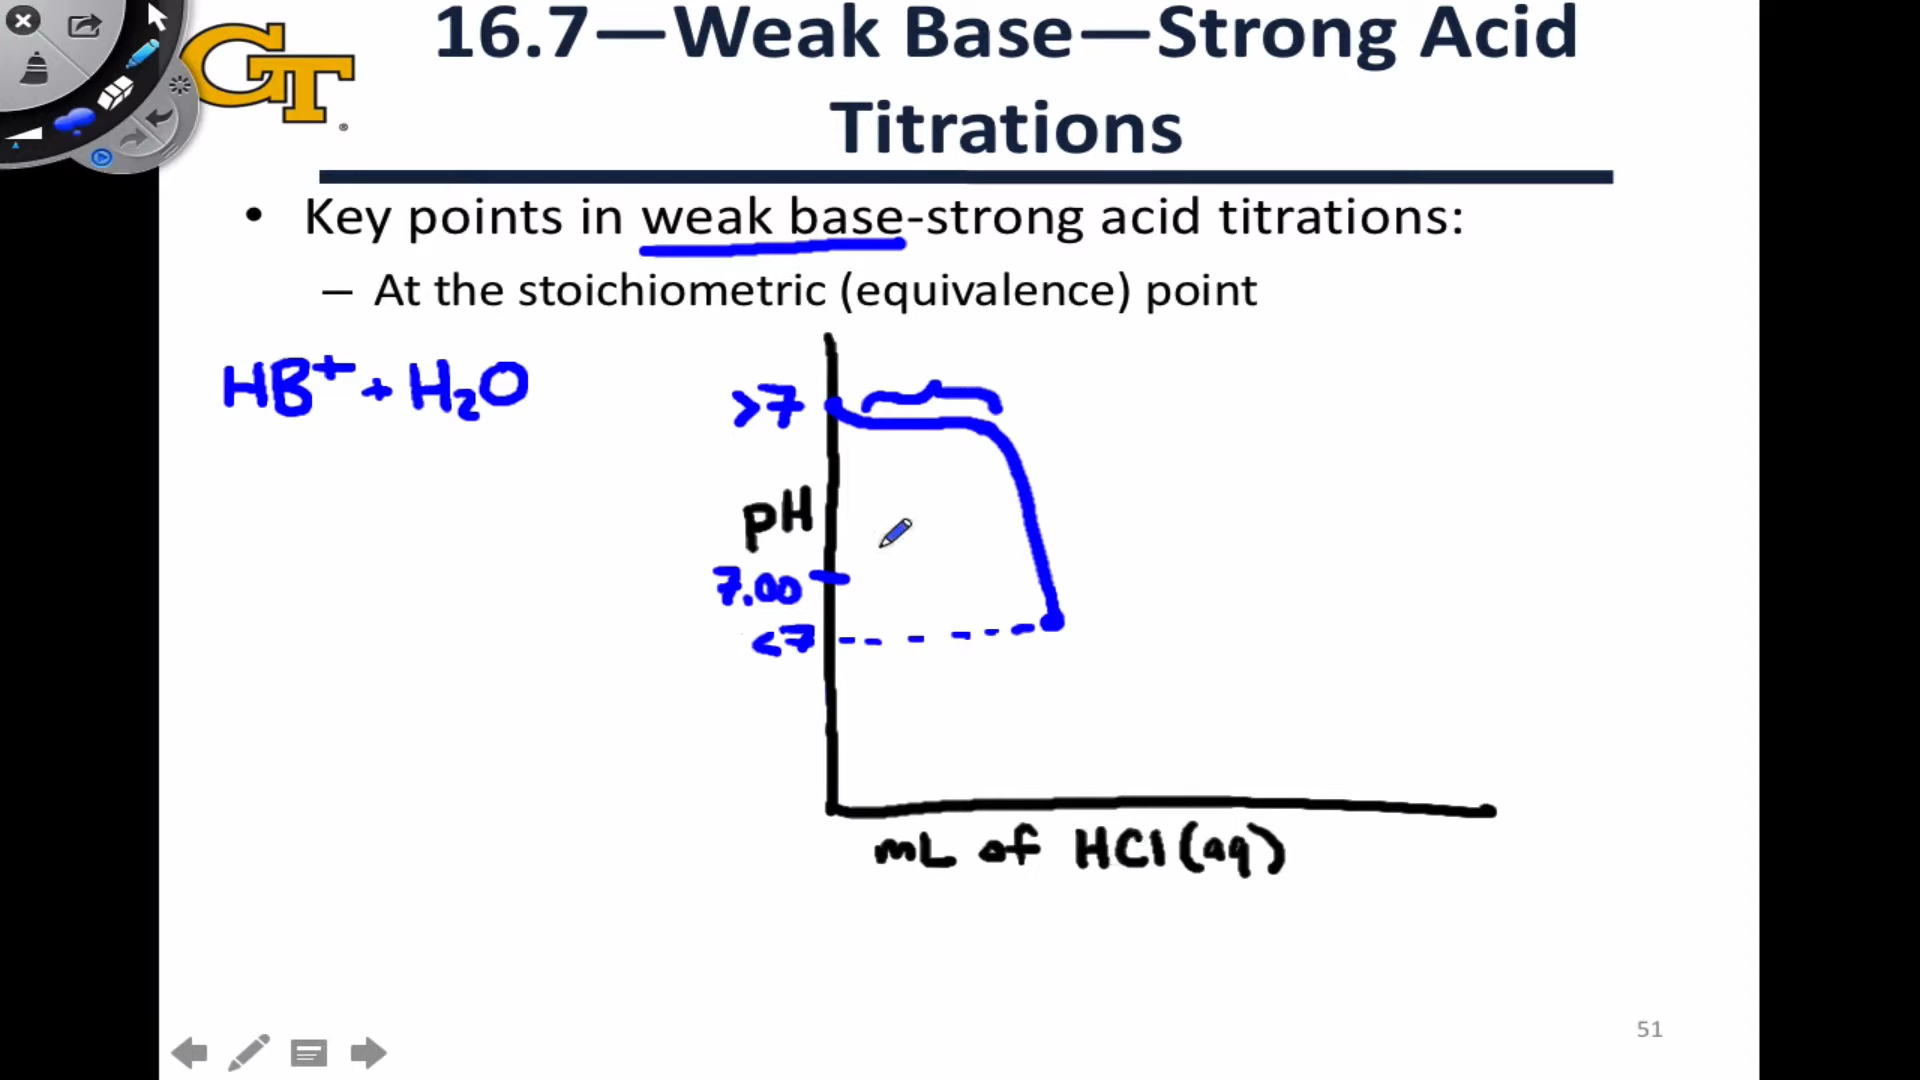 GT
16.7—Weak Base—Strong Acid
Titrations
• Key points in weak base-strong acid titrations:
– At the stoichiometric (equivalence) point
HB⁺ + H₂O
>7
pH
7.00
<7
mL of HCl(aq)
51